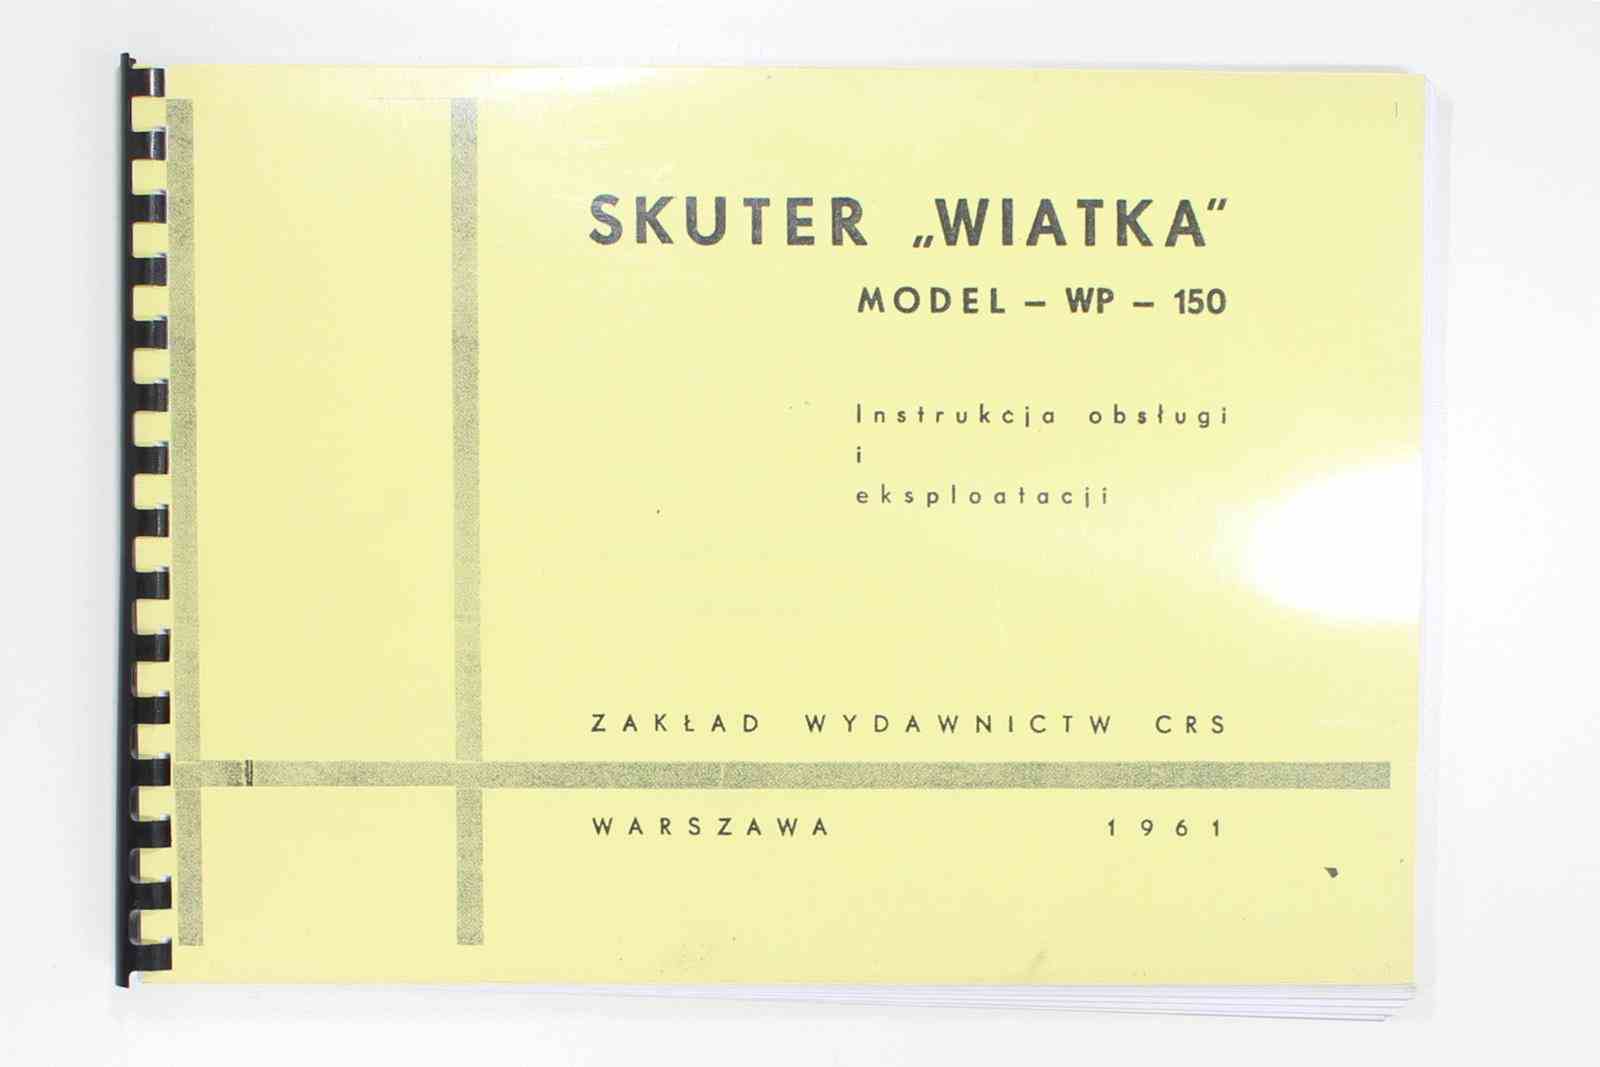 SKUTER „WIATKA”
MODEL – WP – 150
Instrukcja obsługi
i
eksploatacji
ZAKŁAD WYDAWNICTW CRS
WARSZAWA 1961